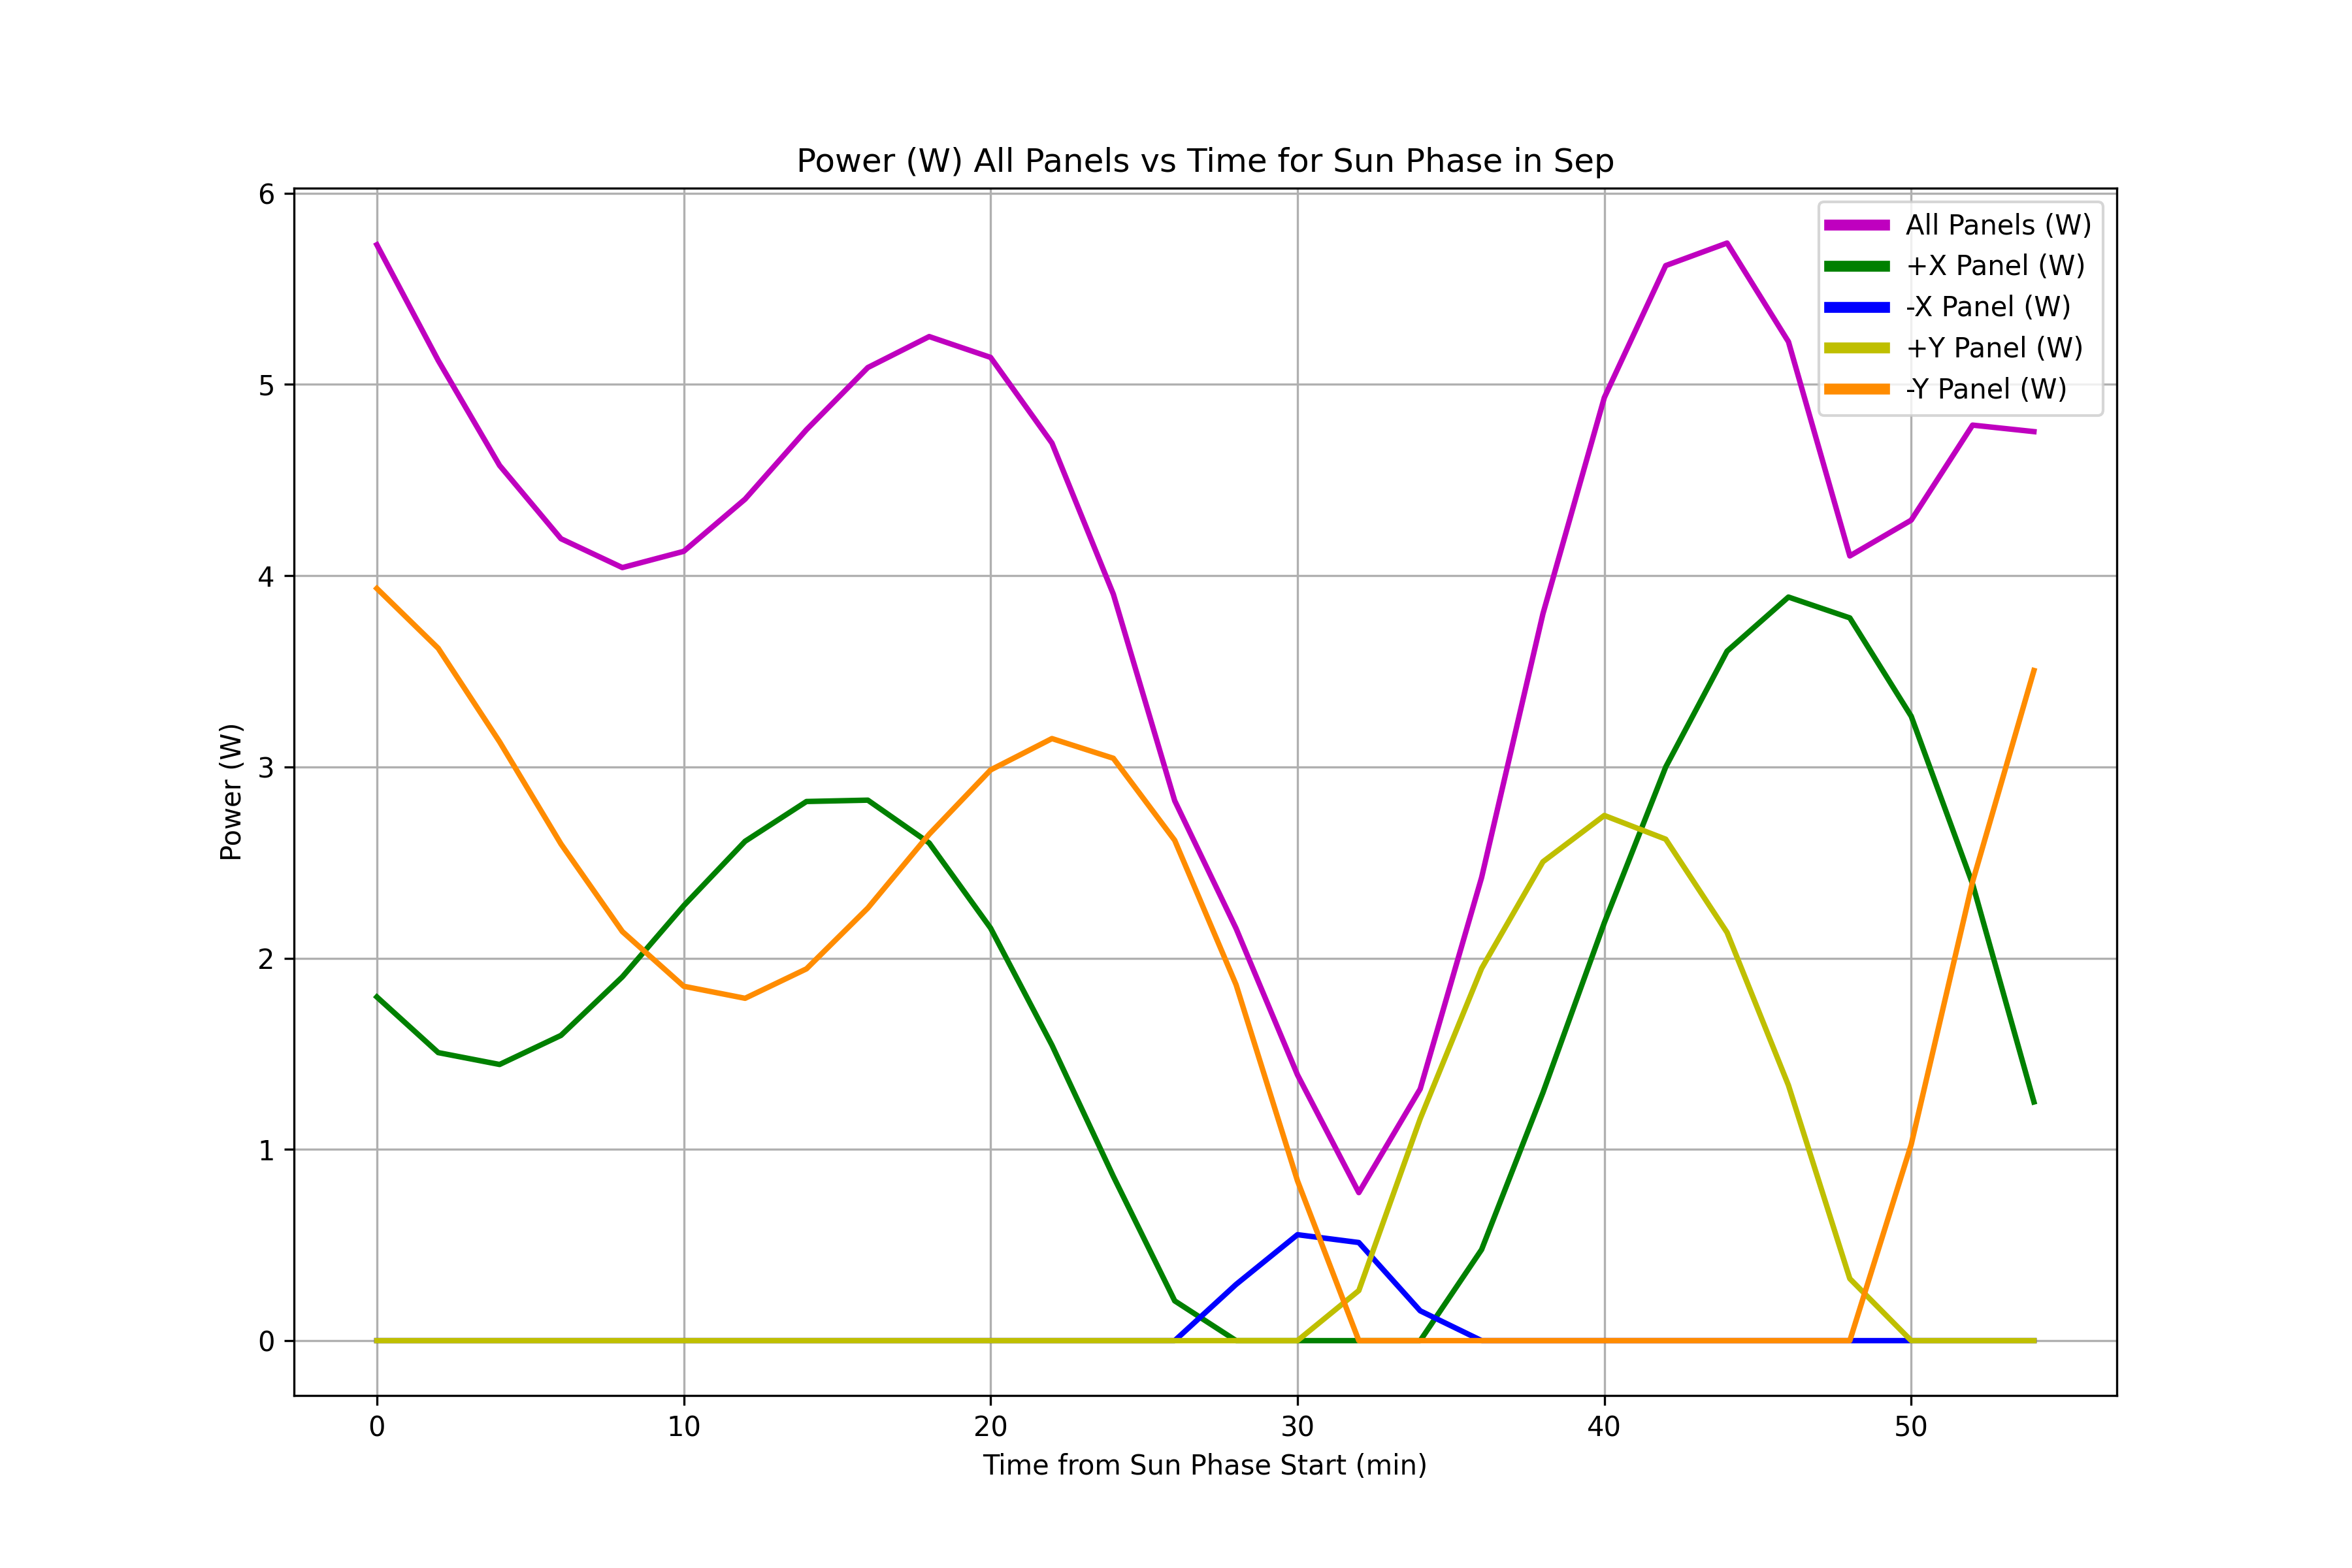 Power (W) All Panels vs Time for Sun Phase in Sep
6
5
4
3
2
1
0
Power (W)
All Panels (W)
+X Panel (W)
-X Panel (W)
+Y Panel (W)
-Y Panel (W)
0 10 20 30 40 50
Time from Sun Phase Start (min)